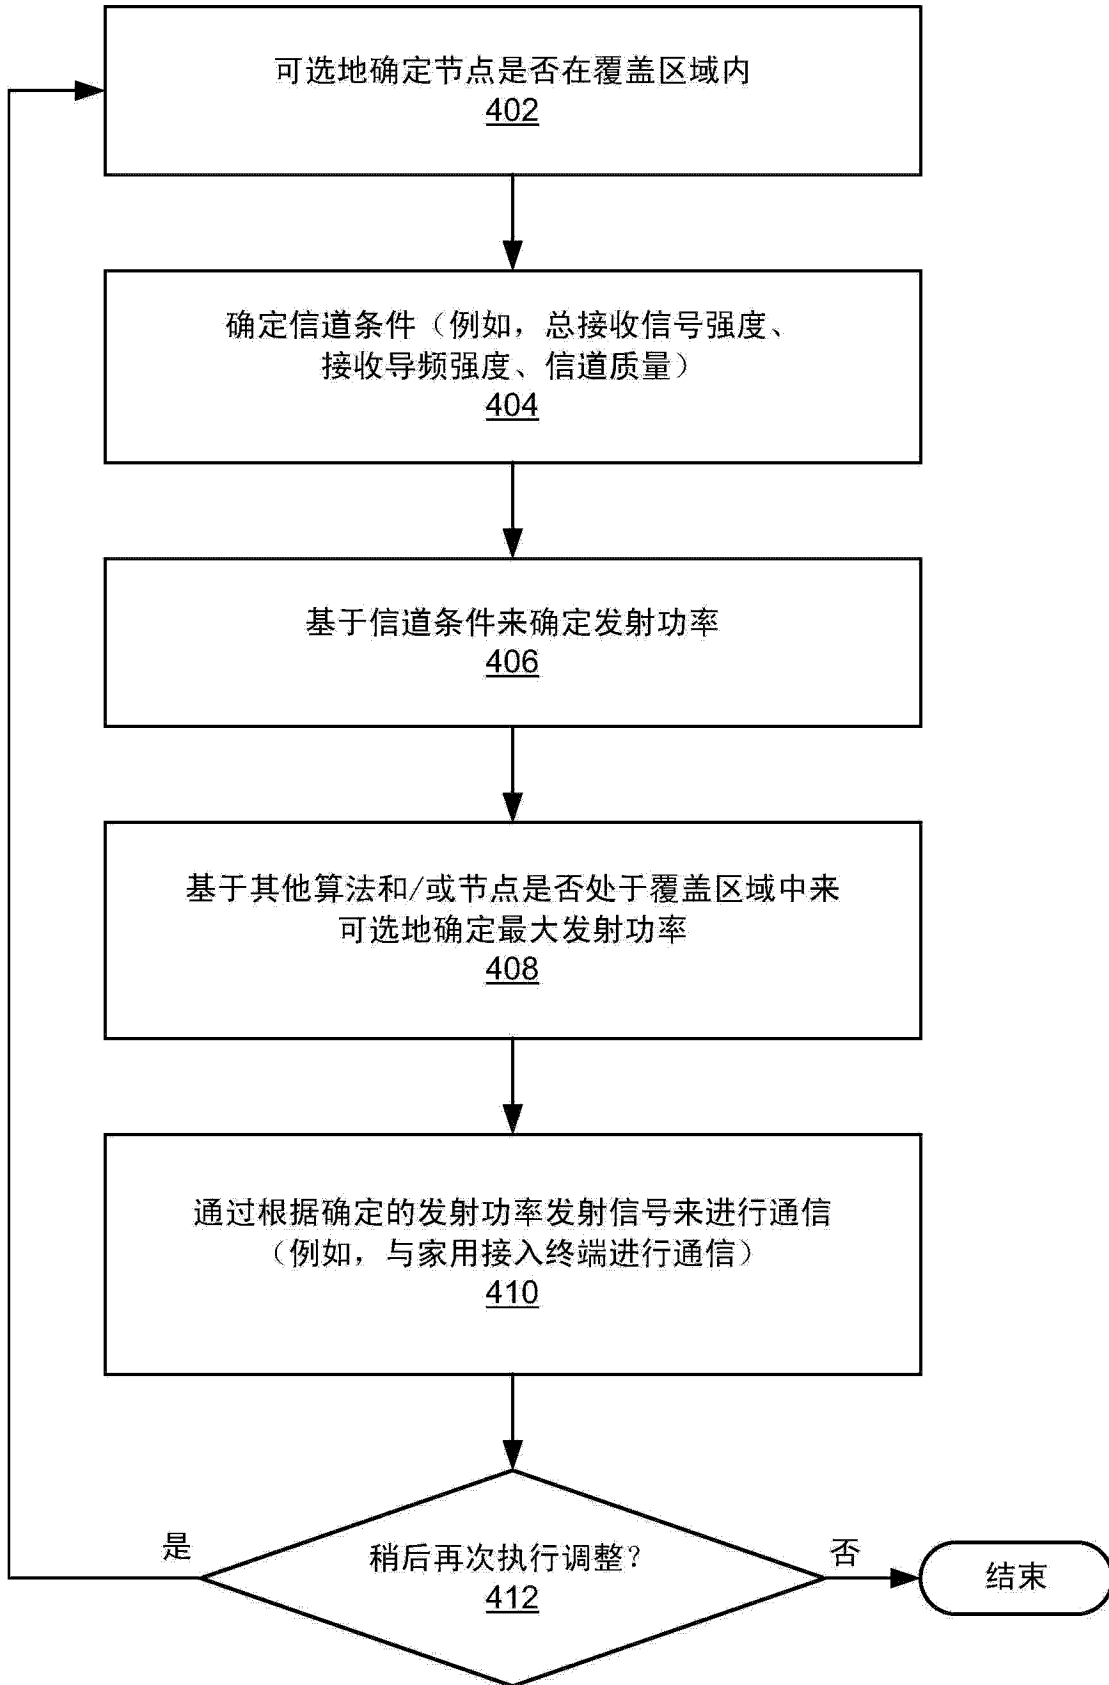 可选地确定节点是否在覆盖区域内
402
确定信道条件（例如，总接收信号强度、
接收导频强度、信道质量）
404
基于信道条件来确定发射功率
406
基于其他算法和/或节点是否处于覆盖区域中来
可选地确定最大发射功率
408
通过根据确定的发射功率发射信号来进行通信
（例如，与家用接入终端进行通信）
410
是
稍后再次执行调整？
412
否
结束